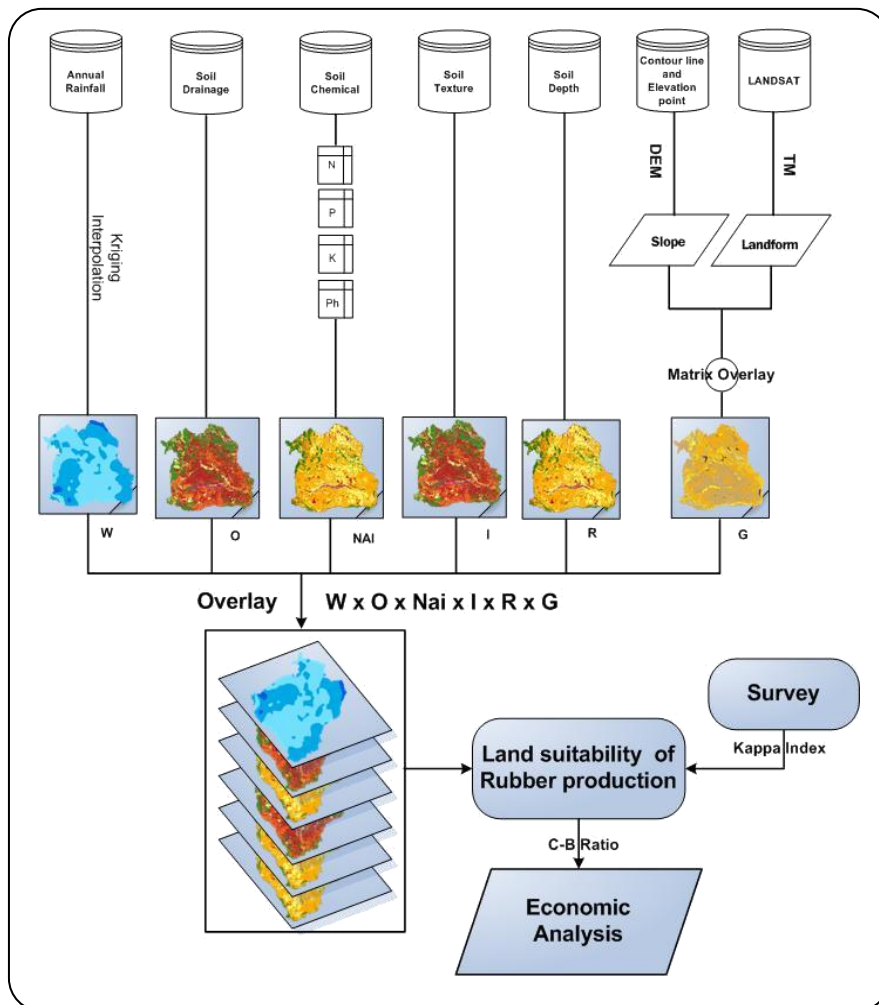 Annual
Rainfall
Soil
Drainage
Soil
Chemical
Soil
Texture
Soil
Depth
Contour line
and
Elevation
point
LANDSAT
N
P
K
Ph
Kriging
Interpolation
DEM
TM
Slope
Landform
Matrix Overlay
W
O
NAI
I
R
G
Overlay
W x O x Nai x I x R x G
Survey
Kappa Index
Land suitability of
Rubber production
C-B Ratio
Economic
Analysis